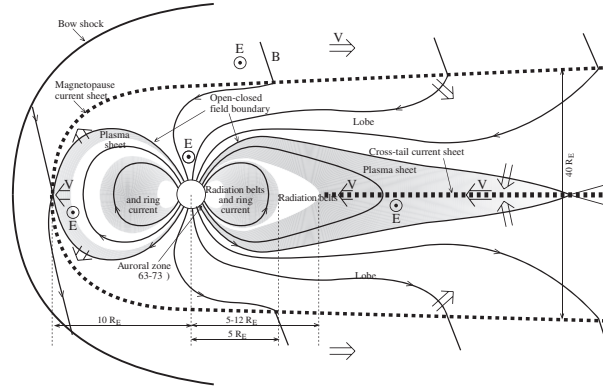 Bow shock
E
V
B
Magnetopause
current sheet
Open-closed
field boundary
Lobe
Plasma
sheet
E
Cross-tail current sheet
Plasma sheet
40 RE
V
and ring
current
Radiation belts
and ring
current
Radiation belts
V
V
E
E
Auroral zone
63-73 )
Lobe
10 RE
5-12 RE
5 RE
V